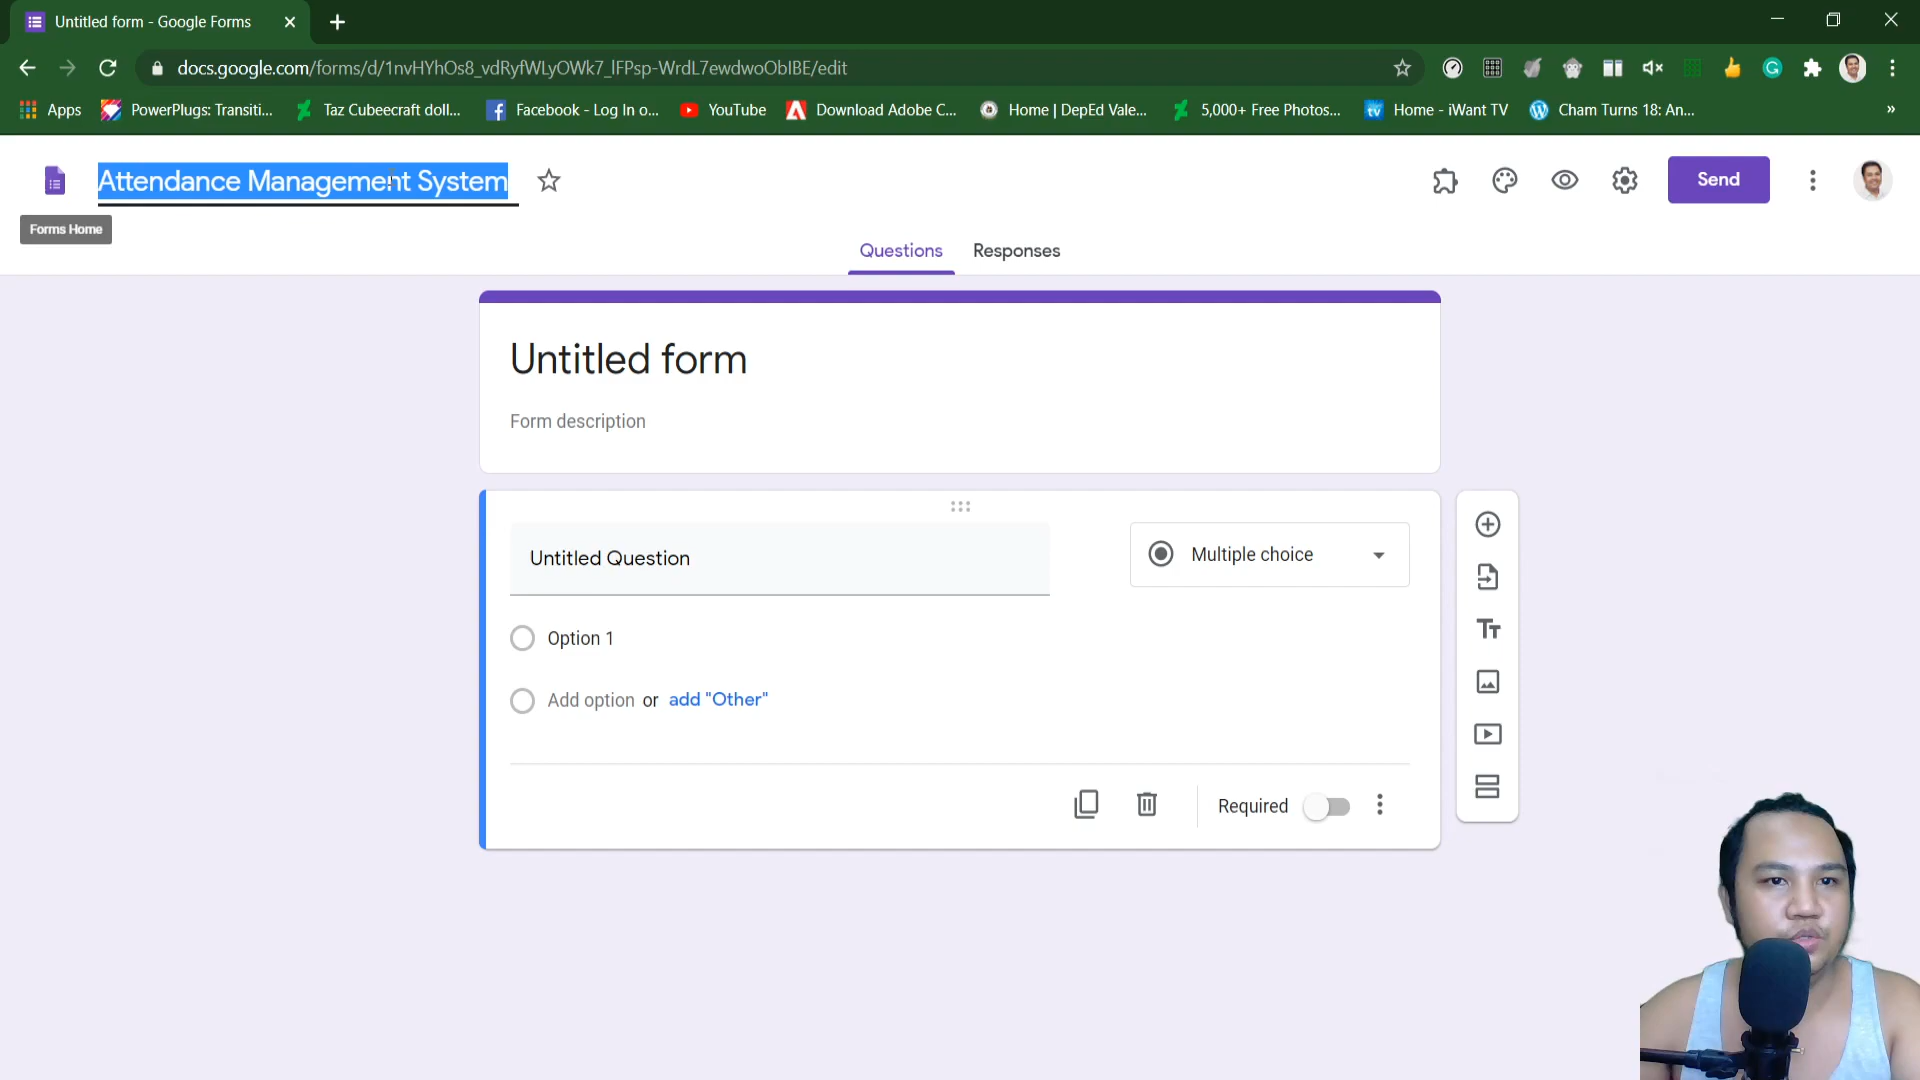 Untitled form - Google Forms
docs.google.com/forms/d/1nvHYhOs8_vdRyfWLyOWk7_lFPsp-WrdL7ewdwoOblBE/edit
Apps PowerPlugs: Transiti... Taz Cubeecraft doll... Facebook - Log In o... YouTube Download Adobe C... Home | DepEd Vale... 5,000+ Free Photos... Home - iWant TV Cham Turns 18: An... »
Attendance Management System
Send
Forms Home
Questions Responses
Untitled form
Form description
Untitled Question
Multiple choice
Option 1
Add option or add "Other"
Required